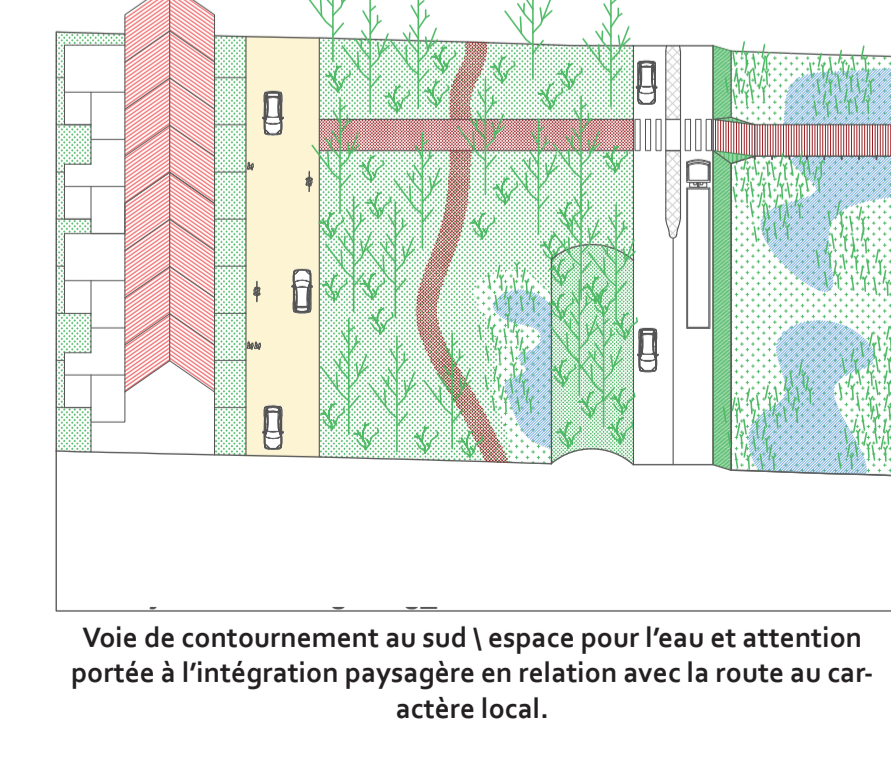 Voie de contournement au sud \ espace pour l’eau et attention
portée à l’intégration paysagère en relation avec la route au car-
actère local.